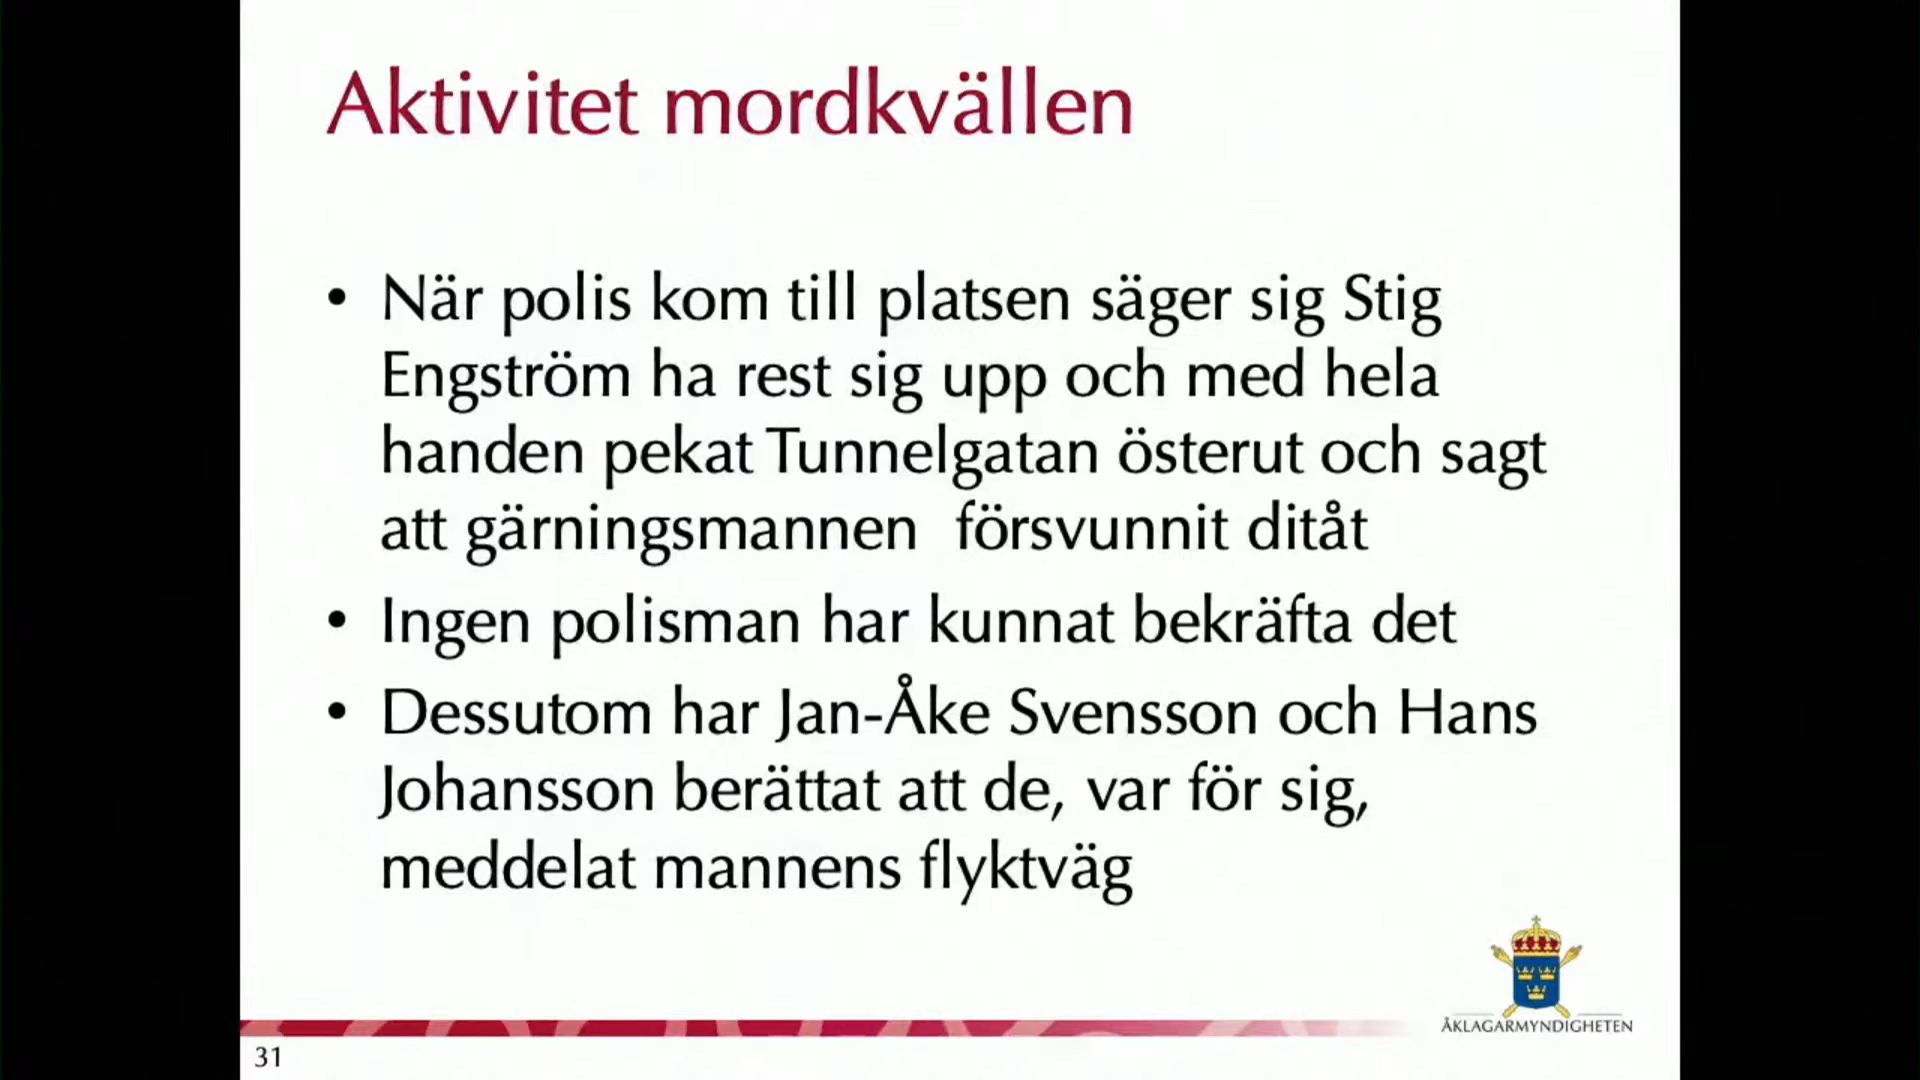 Aktivitet mordkvällen
• När polis kom till platsen säger sig Stig
Engström ha rest sig upp och med hela
handen pekat Tunnelgatan österut och sagt
att gärningsmannen  försvunnit ditåt
• Ingen polisman har kunnat bekräfta det
• Dessutom har Jan-Åke Svensson och Hans
Johansson berättat att de, var för sig,
meddelat mannens flyktväg
ÅKLAGARMYNDIGHETEN
31